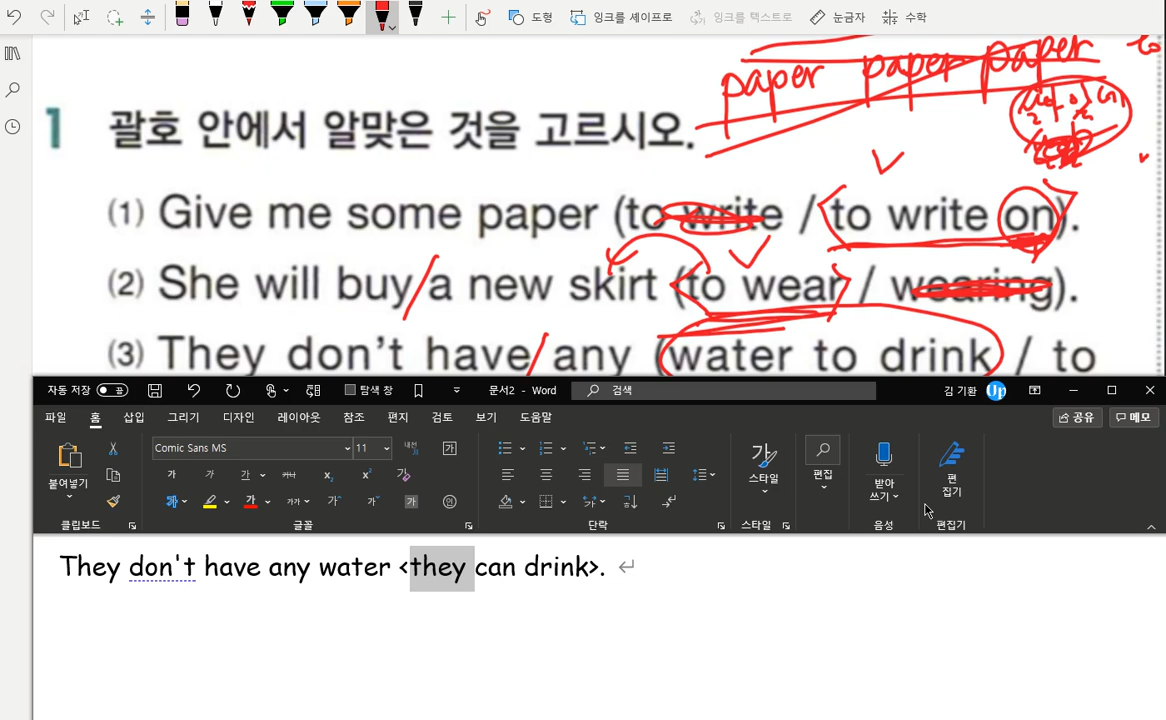 도형 잉크를 셰이프로 잉크를 텍스트로 눈금자 수학
paper paper paper to
1 괄호 안에서 알맞은 것을 고르시오.
(1) Give me some paper (to write / to write on).
(2) She will buy/a new skirt (to wear / wearing).
(3) They don't have/any (water to drink / to
자동 저장 끔 탐색 창 문서2 - Word 검색 김 기환 Up
파일 홈 삽입 그리기 디자인 레이아웃 참조 편지 검토 보기 도움말 공유 메모
붙여넣기 Comic Sans MS 11 스타일 편집 받아쓰기 편집기
클립보드 글꼴 단락 스타일 음성 편집기
They don't have any water <they can drink>.